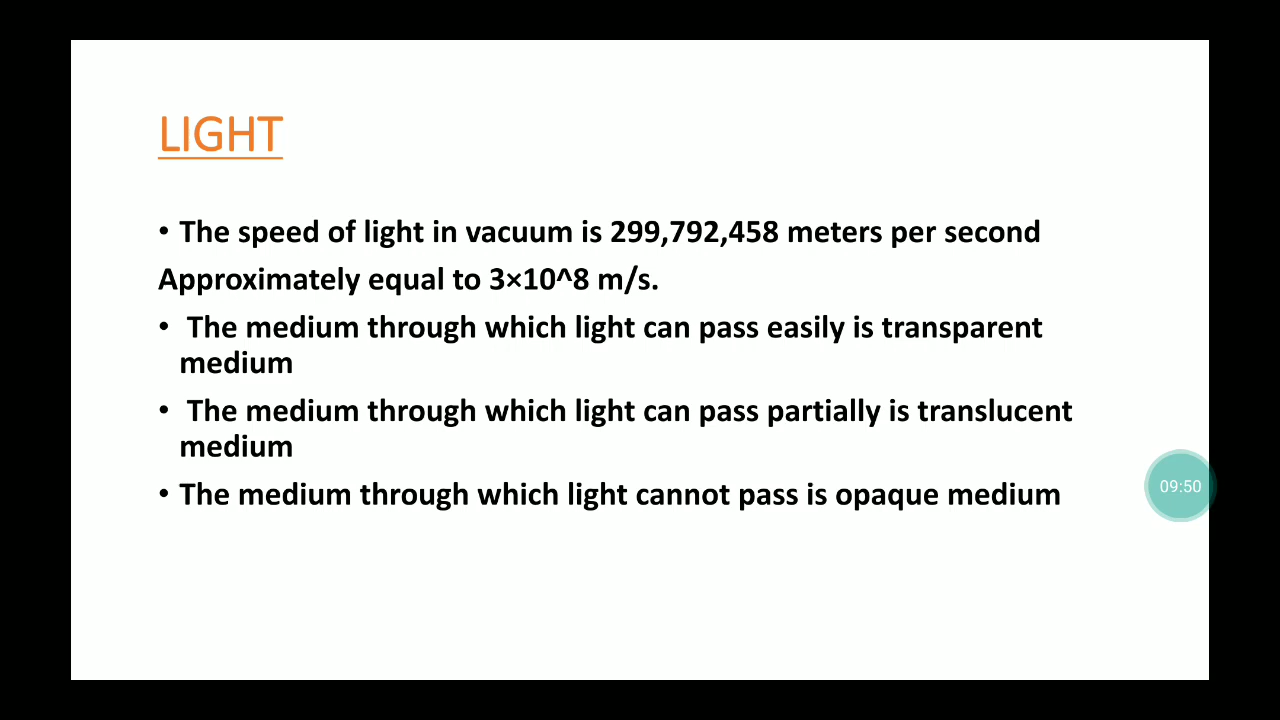 LIGHT
• The speed of light in vacuum is 299,792,458 meters per second
Approximately equal to 3×10^8 m/s.
• The medium through which light can pass easily is transparent
medium
• The medium through which light can pass partially is translucent
medium
• The medium through which light cannot pass is opaque medium
09:50